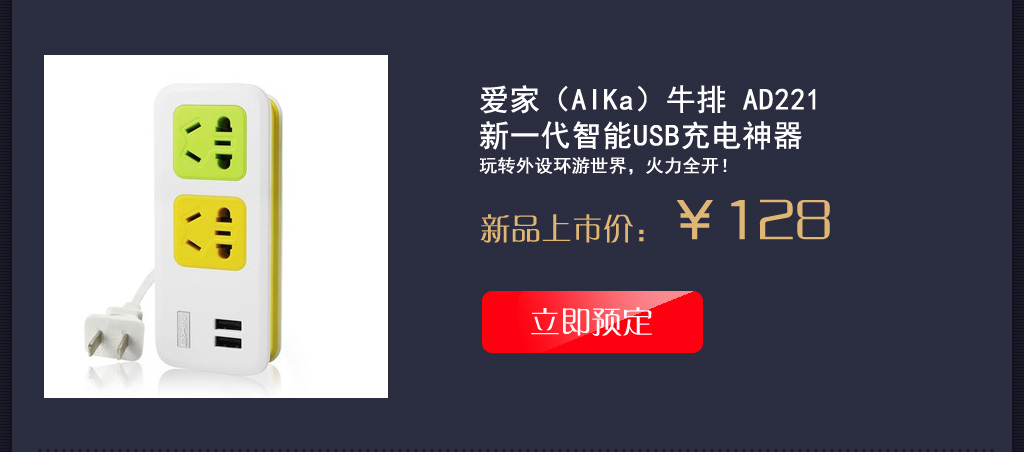 爱家（AIKa）牛排 AD221
新一代智能USB充电神器
玩转外设环游世界，火力全开！
新品上市价：￥128
立即预定